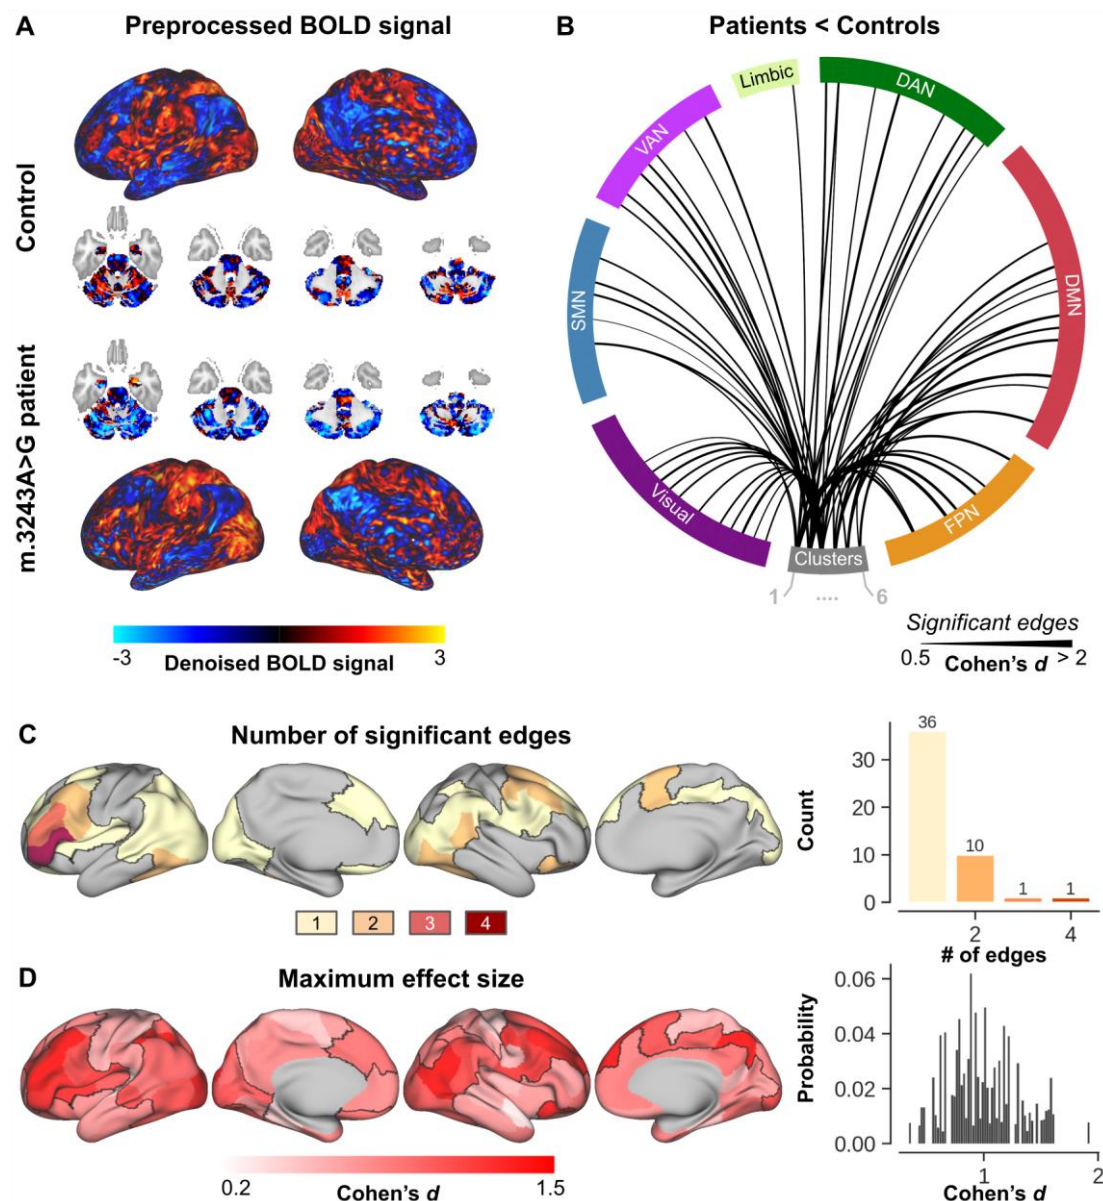 A
Preprocessed BOLD signal
Control
m.3243A>G patient
-3
Denoised BOLD signal
3
B
Patients < Controls
Limbic
DAN
VAN
DMN
SMN
Visual
FPN
Clusters
1
....
6
Significant edges
0.5
Cohen's d
> 2
C
Number of significant edges
1
2
3
4
Count
30
20
10
0
36
10
1
1
2
4
# of edges
D
Maximum effect size
0.2
Cohen's d
1.5
Probability
0.06
0.04
0.02
0.00
1
2
Cohen's d